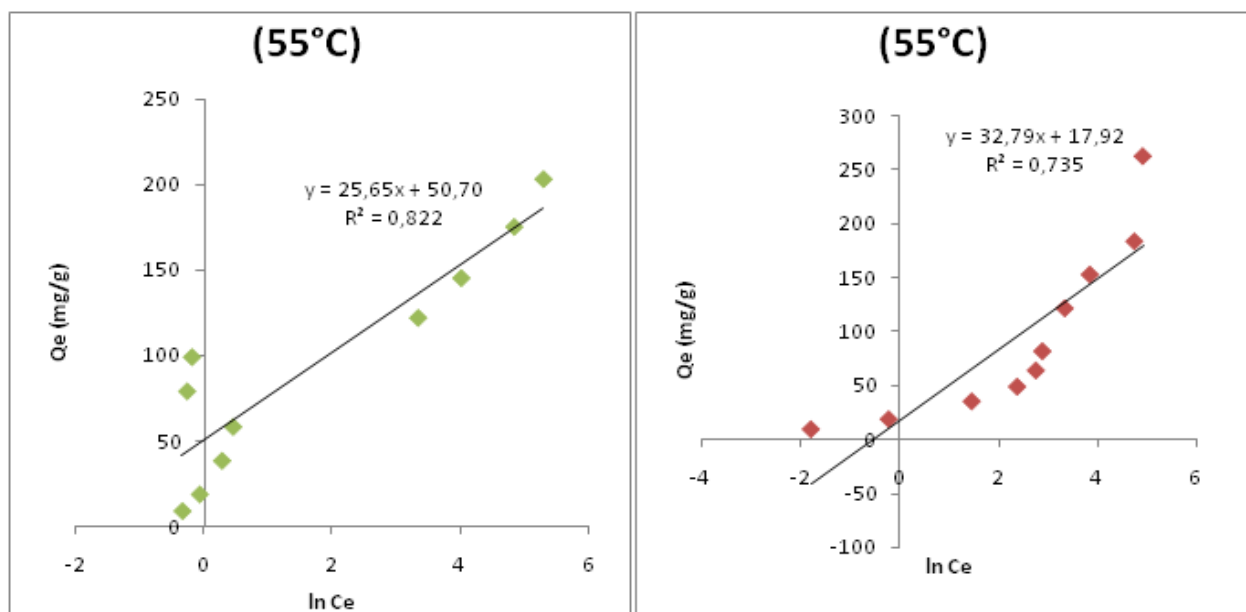 (55°C)
250
200
150
100
50
0
-2
0
2
4
6
y = 25,65x + 50,70
R² = 0,822
Qe (mg/g)
ln Ce
(55°C)
300
250
200
150
100
50
0
-50
-100
-4
-2
0
2
4
6
y = 32,79x + 17,92
R² = 0,735
Qe (mg/g)
ln Ce